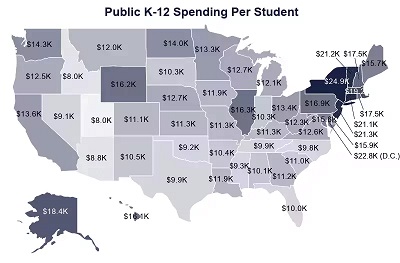 Public K-12 Spending Per Student
$14.3K
$12.0K
$14.0K
$13.3K
$21.2K
$17.5K
$15.7K
$12.5K
$8.0K
$16.2K
$10.3K
$12.7K
$12.1K
$24.9K
$13.6K
$9.1K
$8.0K
$11.1K
$12.7K
$11.9K
$16.3K
$10.3K
$13.4K
$16.9K
$17.5K
$21.1K
$21.3K
$15.9K
$22.8K (D.C.)
$11.3K
$11.3K
$11.3K
$12.3K
$12.6K
$8.8K
$10.5K
$9.2K
$10.4K
$9.9K
$9.8K
$9.9K
$11.9K
$9.3K
$10.1K
$11.0K
$11.2K
$10.0K
$18.4K